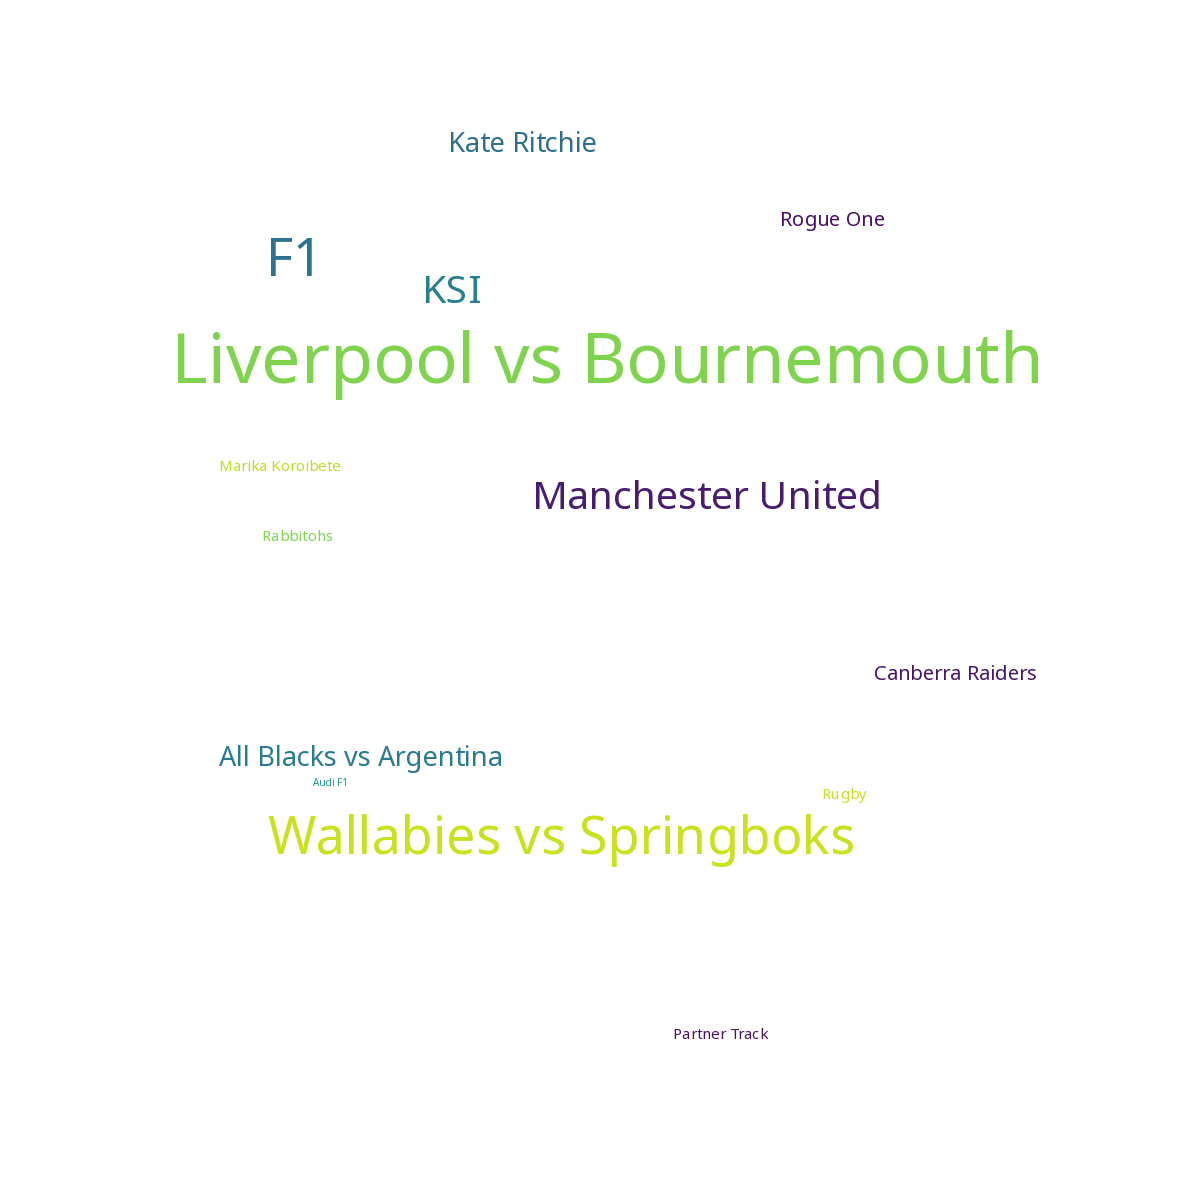 Kate Ritchie
Rogue One
F1
KSI
Liverpool vs Bournemouth
Marika Koroibete
Manchester United
Rabbitohs
Canberra Raiders
All Blacks vs Argentina
Audi F1
Rugby
Wallabies vs Springboks
Partner Track